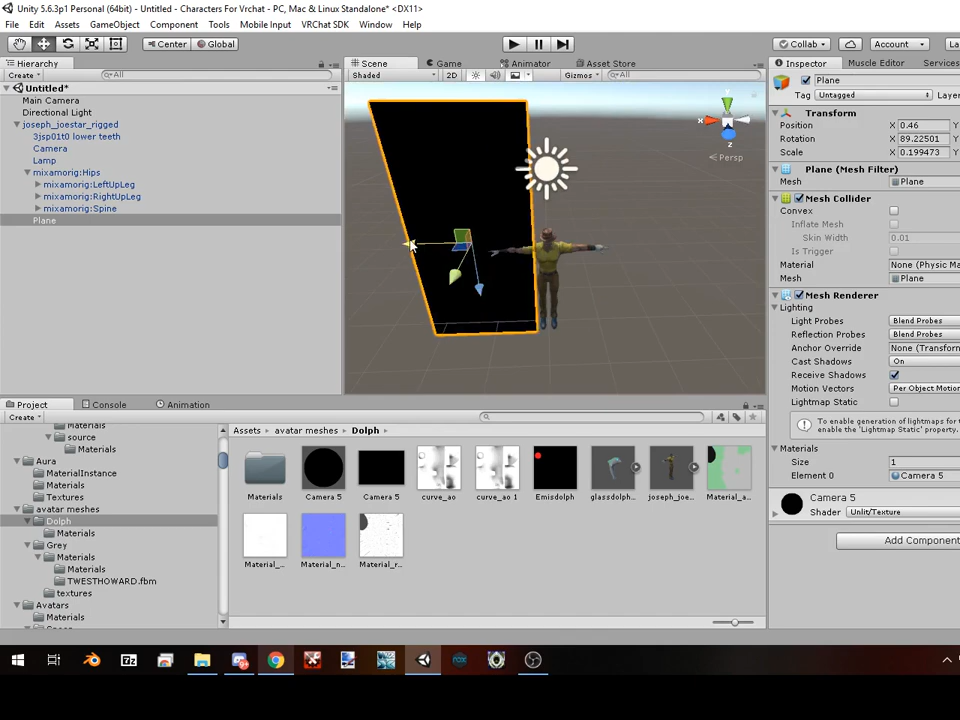 Unity 5.6.3p1 Personal (64bit) - Untitled - Characters For Vrchat - PC, Mac & Linux Standalone* <DX11>
File Edit Assets GameObject Component Tools Mobile Input VRChat SDK Window Help
Center Global Collab Account La
Hierarchy Scene Game Animator Asset Store Inspector Muscle Editor Services
Create All Shaded 2D Gizmos All Plane
Untitled*
Tag Untagged Layer
Main Camera
Directional Light
Transform
joseph_joestar_rigged
Position X 0.46 Y
3jsp01t0 lower teeth
Rotation X 89.22501 Y
Camera
Scale X 0.199473 Y
Lamp
x z Persp
mixamorig:Hips
Plane (Mesh Filter)
mixamorig:LeftUpLeg
Mesh Plane
mixamorig:RightUpLeg
Mesh Collider
mixamorig:Spine
Convex
Plane
Inflate Mesh
Skin Width 0.01
Is Trigger
Material None (Physic Ma
Mesh Plane
Mesh Renderer
Lighting
Light Probes Blend Probes
Reflection Probes Blend Probes
Anchor Override None (Transform
Cast Shadows On
Receive Shadows
Motion Vectors Per Object Motion
Lightmap Static
To enable generation of lightmaps for
enable the 'Lightmap Static' property.
Materials
Size 1
Element 0 Camera 5
Camera 5
Shader Unlit/Texture
Add Component
Project Console Animation
Create
Materials
source
Materials
Aura
MaterialInstance
Materials
Textures
avatar meshes
Dolph
Materials
Grey
Materials
Materials
TWESTHOWARD.fbm
textures
Avatars
Materials
Assets avatar meshes Dolph
Materials Camera 5 Camera 5 curve_ao curve_ao 1 Emisdolph glassdolph... joseph_joe... Material_a...
Material_... Material_n... Material_r...